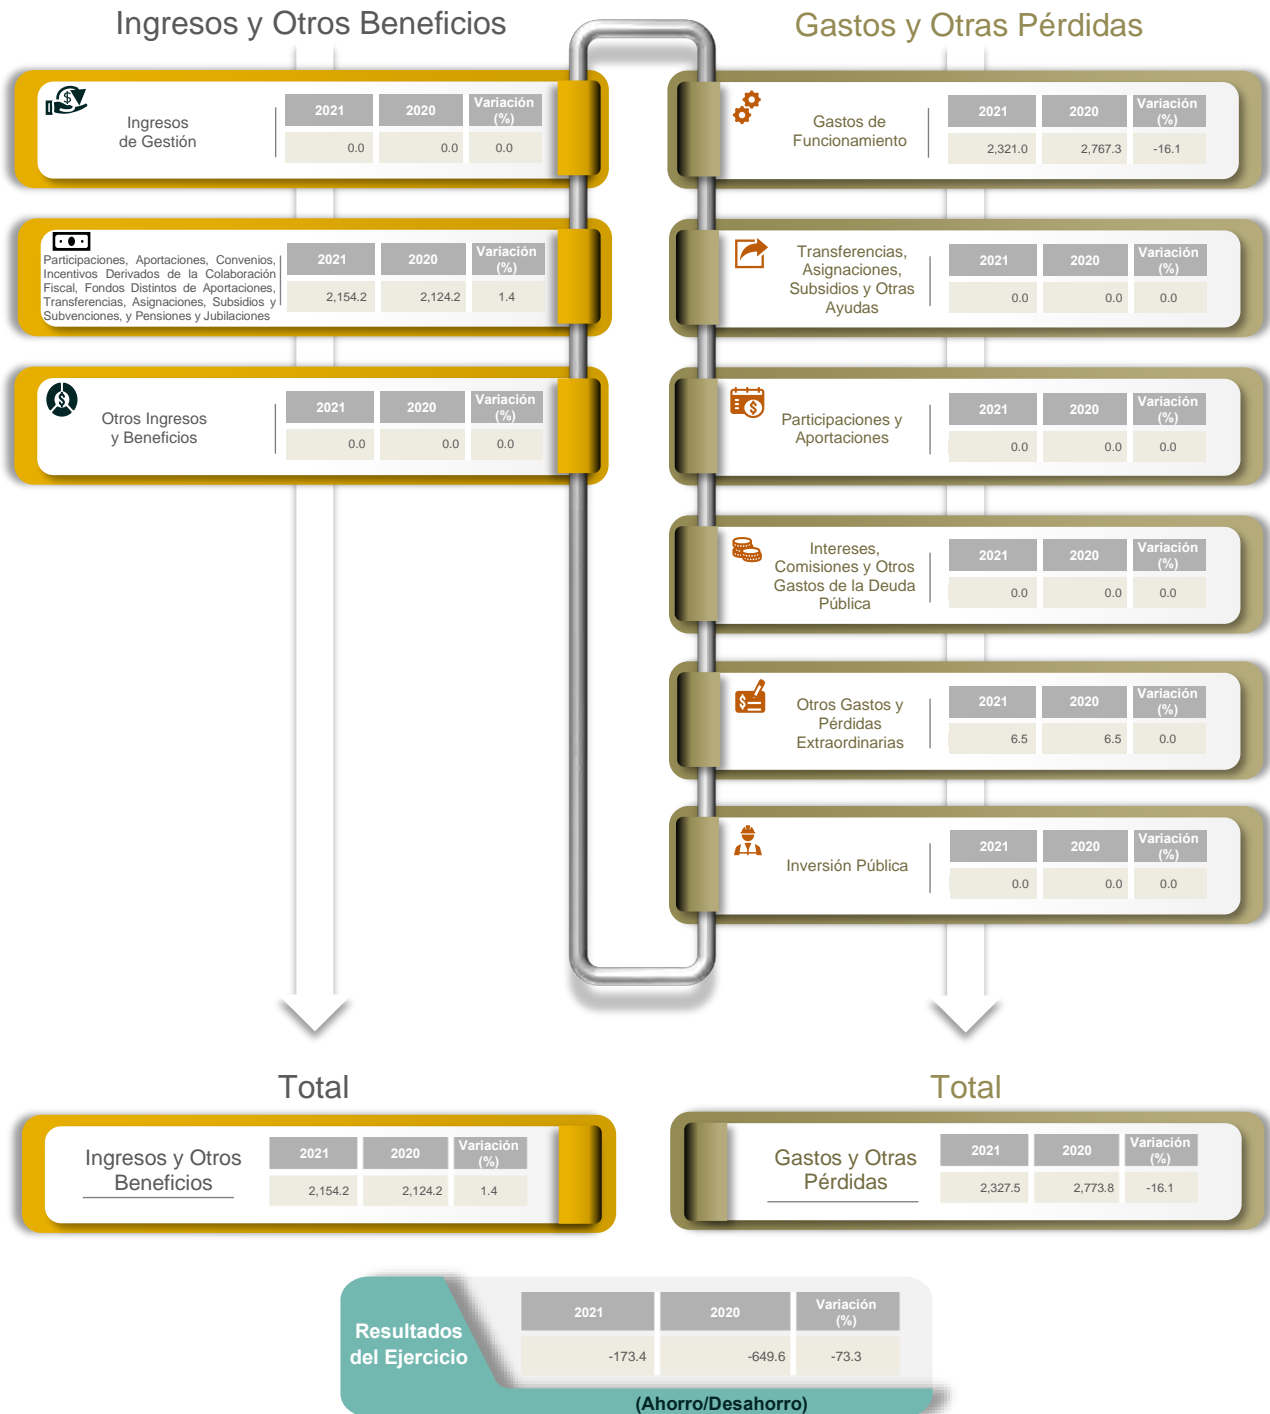 Ingresos y Otros Beneficios
Ingresos
de Gestión
2021 2020 Variación (%)
0.0 0.0 0.0
Participaciones, Aportaciones, Convenios,
Incentivos Derivados de la Colaboración
Fiscal, Fondos Distintos de Aportaciones,
Transferencias, Asignaciones, Subsidios y
Subvenciones, y Pensiones y Jubilaciones
2021 2020 Variación (%)
2,154.2 2,124.2 1.4
Otros Ingresos
y Beneficios
2021 2020 Variación (%)
0.0 0.0 0.0
Gastos y Otras Pérdidas
Gastos de
Funcionamiento
2021 2020 Variación (%)
2,321.0 2,767.3 -16.1
Transferencias,
Asignaciones,
Subsidios y Otras
Ayudas
2021 2020 Variación (%)
0.0 0.0 0.0
Participaciones y
Aportaciones
2021 2020 Variación (%)
0.0 0.0 0.0
Intereses,
Comisiones y Otros
Gastos de la Deuda
Pública
2021 2020 Variación (%)
0.0 0.0 0.0
Otros Gastos y
Pérdidas
Extraordinarias
2021 2020 Variación (%)
6.5 6.5 0.0
Inversión Pública
2021 2020 Variación (%)
0.0 0.0 0.0
Total
Ingresos y Otros
Beneficios
2021 2020 Variación (%)
2,154.2 2,124.2 1.4
Total
Gastos y Otras
Pérdidas
2021 2020 Variación (%)
2,327.5 2,773.8 -16.1
Resultados
del Ejercicio
2021 2020 Variación (%)
-173.4 -649.6 -73.3
(Ahorro/Desahorro)